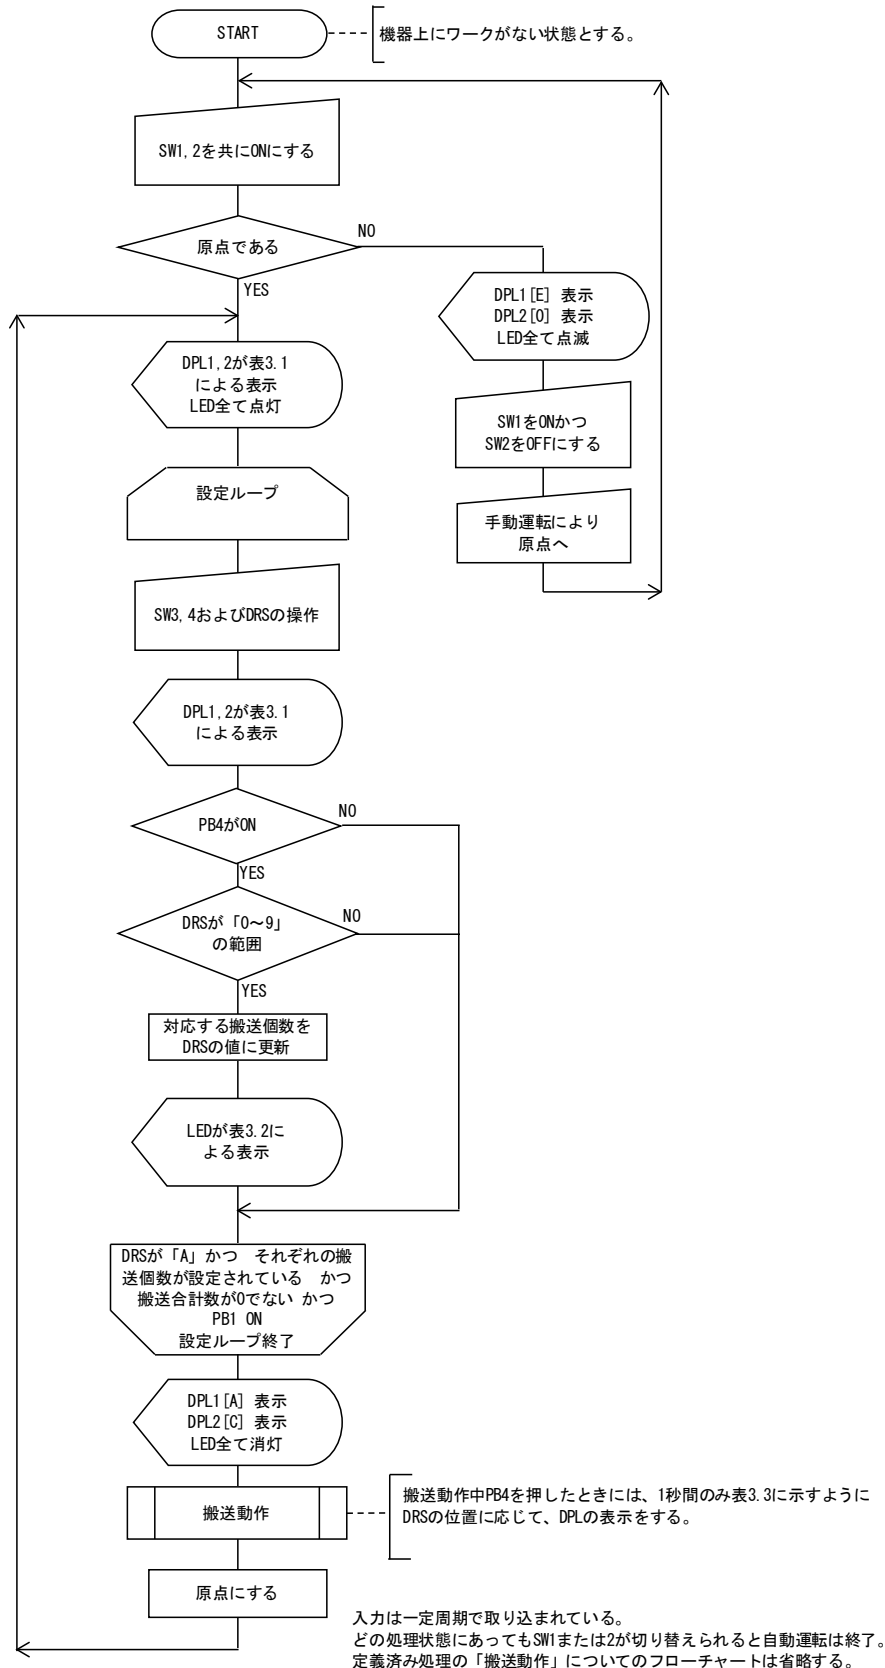 START
機器上にワークがない状態とする。
SW1,2を共にONにする
原点である
NO
YES
DPL1[E] 表示
DPL2[0] 表示
LED全て点滅
SW1をONかつ
SW2をOFFにする
手動運転により
原点へ
DPL1,2が表3.1
による表示
LED全て点灯
設定ループ
SW3,4およびDRSの操作
DPL1,2が表3.1
による表示
PB4がON
NO
YES
DRSが「0～9」
の範囲
NO
YES
対応する搬送個数を
DRSの値に更新
LEDが表3.2に
よる表示
DRSが「A」かつ　それぞれの搬
送個数が設定されている　かつ
搬送合計数が0でない かつ
PB1 ON
設定ループ終了
DPL1[A] 表示
DPL2[C] 表示
LED全て消灯
搬送動作
搬送動作中PB4を押したときには、1秒間のみ表3.3に示すように
DRSの位置に応じて、DPLの表示をする。
原点にする
入力は一定周期で取り込まれている。
どの処理状態にあってもSW1または2が切り替えられると自動運転は終了。
定義済み処理の「搬送動作」についてのフローチャートは省略する。